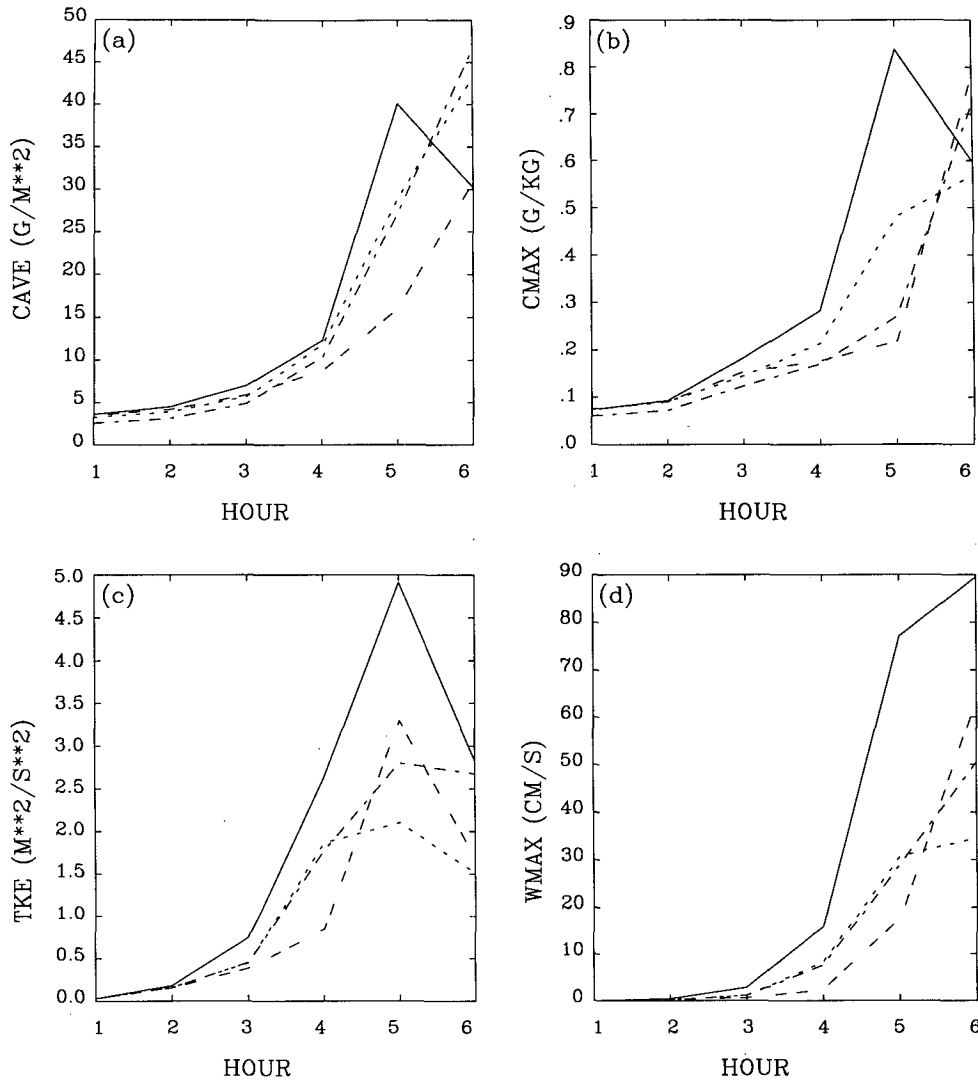 (a)
CAVE (G/M**2)
50
45
40
35
30
25
20
15
10
5
0
1 2 3 4 5 6
HOUR
(b)
CMAX (G/KG)
.9
.8
.7
.6
.5
.4
.3
.2
.1
.0
1 2 3 4 5 6
HOUR
(c)
TKE (M**2/S**2)
5.0
4.5
4.0
3.5
3.0
2.5
2.0
1.5
1.0
0.5
0.0
1 2 3 4 5 6
HOUR
(d)
WMAX (CM/S)
90
80
70
60
50
40
30
20
10
0
1 2 3 4 5 6
HOUR